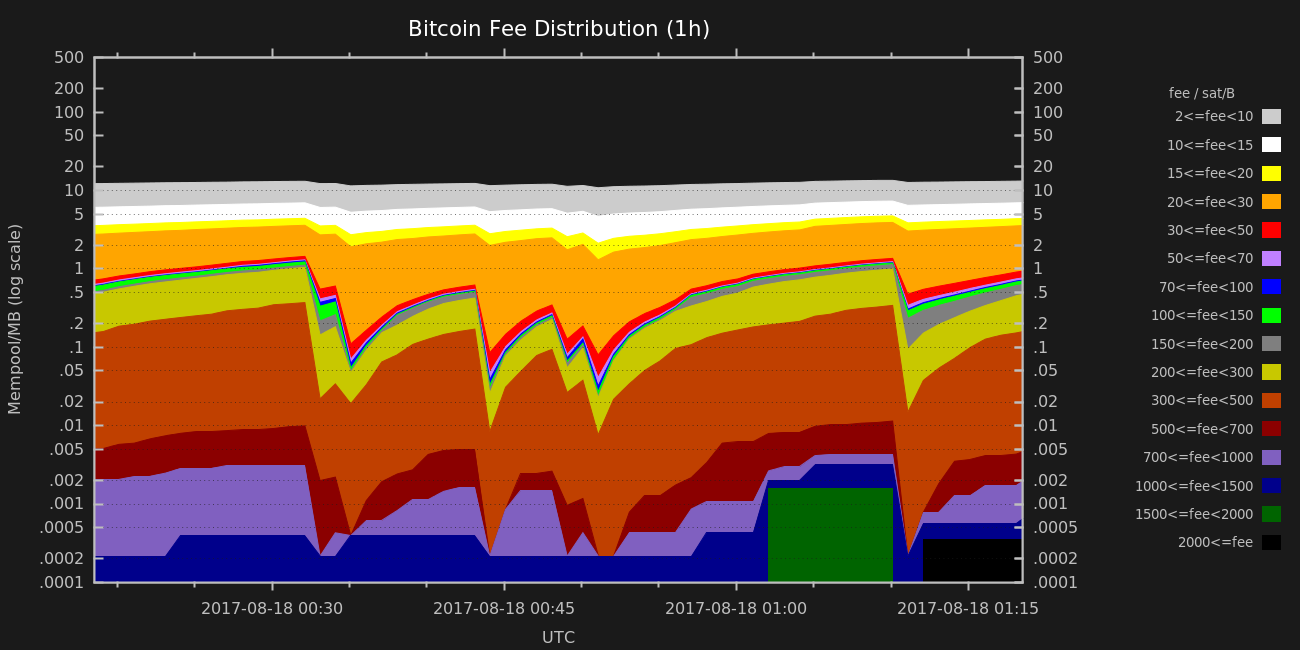 Bitcoin Fee Distribution (1h)
500 500
200 200
100 100
50 50
20 20
10 10
5 5
2 2
1 1
.5 .5
.2 .2
.1 .1
.05 .05
.02 .02
.01 .01
.005 .005
.002 .002
.001 .001
.0005 .0005
.0002 .0002
.0001 .0001
Mempool/MB (log scale)
2017-08-18 00:30 2017-08-18 00:45 2017-08-18 01:00 2017-08-18 01:15
UTC
fee / sat/B
2<=fee<10
10<=fee<15
15<=fee<20
20<=fee<30
30<=fee<50
50<=fee<70
70<=fee<100
100<=fee<150
150<=fee<200
200<=fee<300
300<=fee<500
500<=fee<700
700<=fee<1000
1000<=fee<1500
1500<=fee<2000
2000<=fee